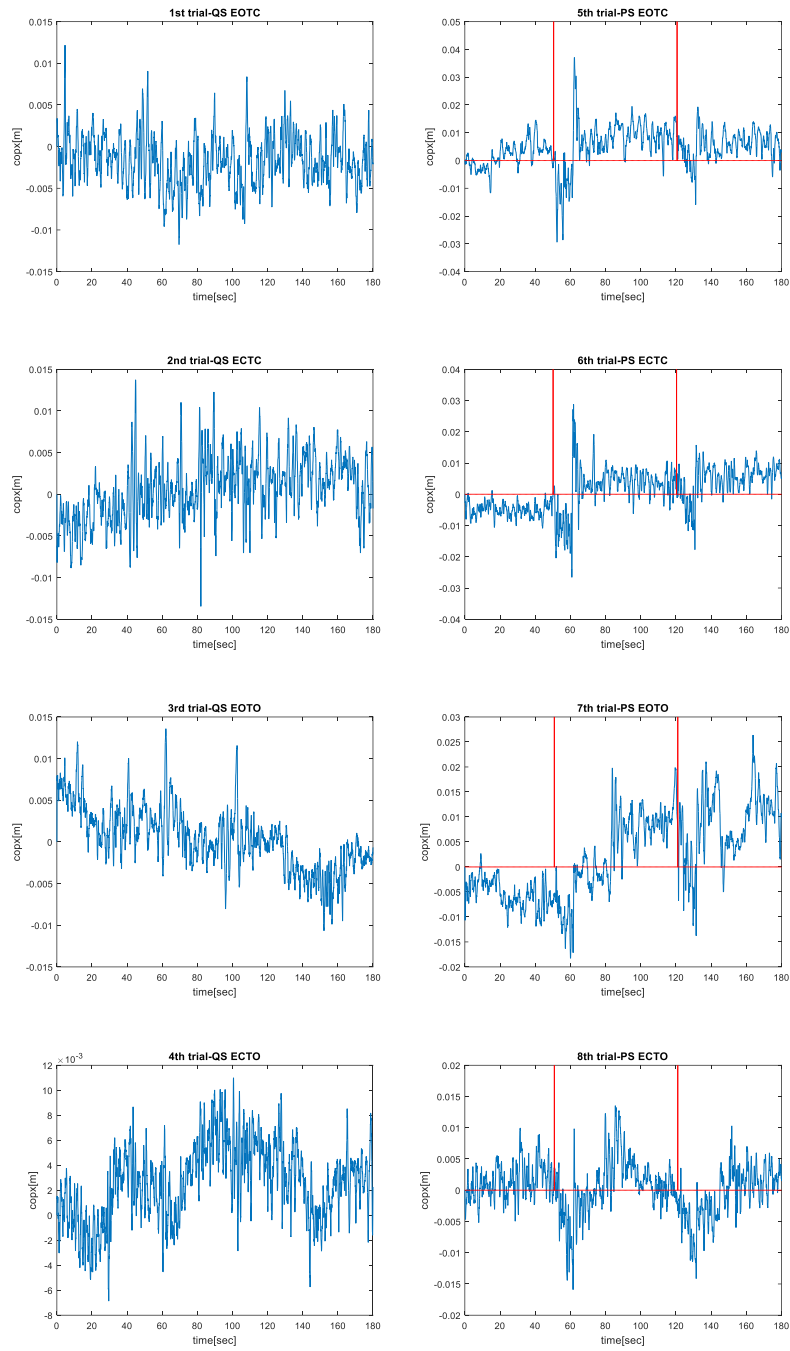 1st trial-QS EOTC
0.015
0.01
0.005
0
-0.005
-0.01
-0.015
copx[m]
0 20 40 60 80 100 120 140 160 180
time[sec]
5th trial-PS EOTC
0.05
0.04
0.03
0.02
0.01
0
-0.01
-0.02
-0.03
-0.04
copx[m]
0 20 40 60 80 100 120 140 160 180
time[sec]
2nd trial-QS ECTC
0.015
0.01
0.005
0
-0.005
-0.01
-0.015
copx[m]
0 20 40 60 80 100 120 140 160 180
time[sec]
6th trial-PS ECTC
0.04
0.03
0.02
0.01
0
-0.01
-0.02
-0.03
-0.04
copx[m]
0 20 40 60 80 100 120 140 160 180
time[sec]
3rd trial-QS EOTO
0.015
0.01
0.005
0
-0.005
-0.01
-0.015
copx[m]
0 20 40 60 80 100 120 140 160 180
time[sec]
7th trial-PS EOTO
0.03
0.025
0.02
0.015
0.01
0.005
0
-0.005
-0.01
-0.015
-0.02
copx[m]
0 20 40 60 80 100 120 140 160 180
time[sec]
4th trial-QS ECTO
×10⁻³
12
10
8
6
4
2
0
-2
-4
-6
-8
copx[m]
0 20 40 60 80 100 120 140 160 180
time[sec]
8th trial-PS ECTO
0.02
0.015
0.01
0.005
0
-0.005
-0.01
-0.015
-0.02
copx[m]
0 20 40 60 80 100 120 140 160 180
time[sec]